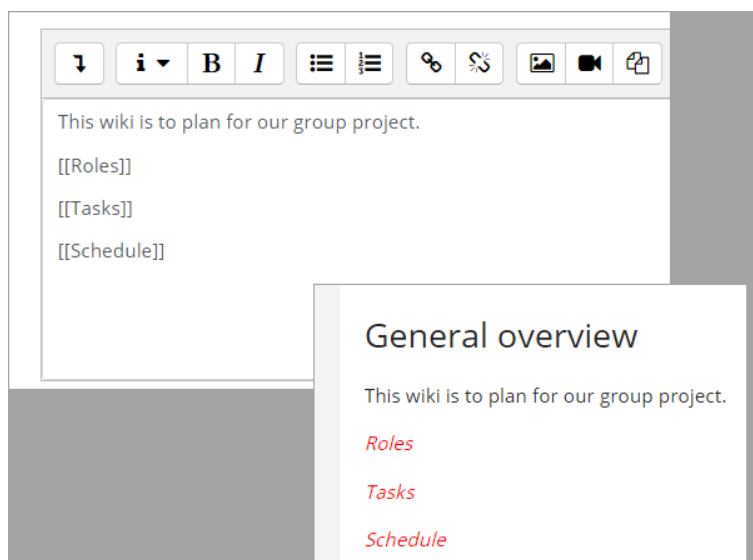 B I
This wiki is to plan for our group project.
[[Roles]]
[[Tasks]]
[[Schedule]]
General overview
This wiki is to plan for our group project.
Roles
Tasks
Schedule